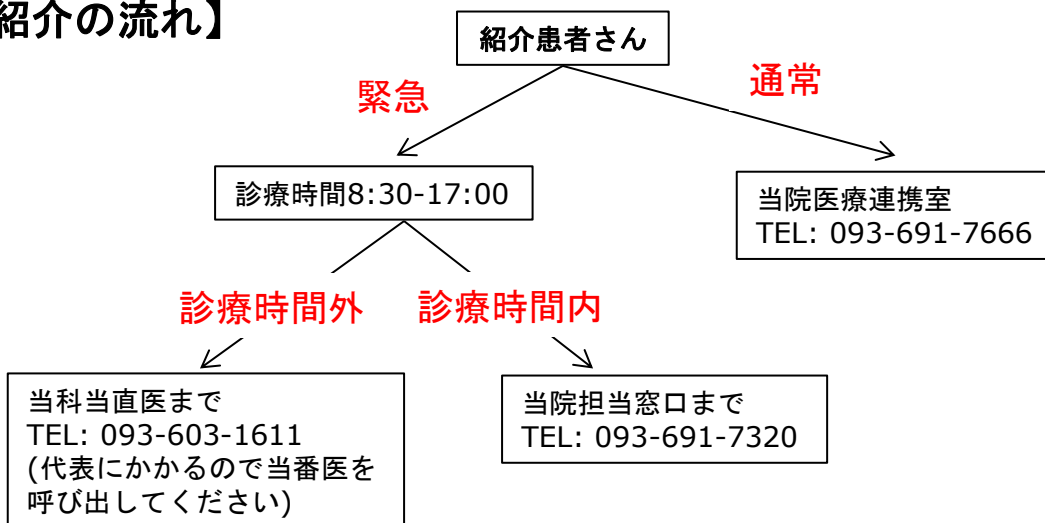 紹介の流れ】
紹介患者さん
緊急
通常
診療時間8:30-17:00
当院医療連携室
TEL: 093-691-7666
診療時間外
診療時間内
当科当直医まで
TEL: 093-603-1611
(代表にかかるので当番医を
呼び出してください)
当院担当窓口まで
TEL: 093-691-7320